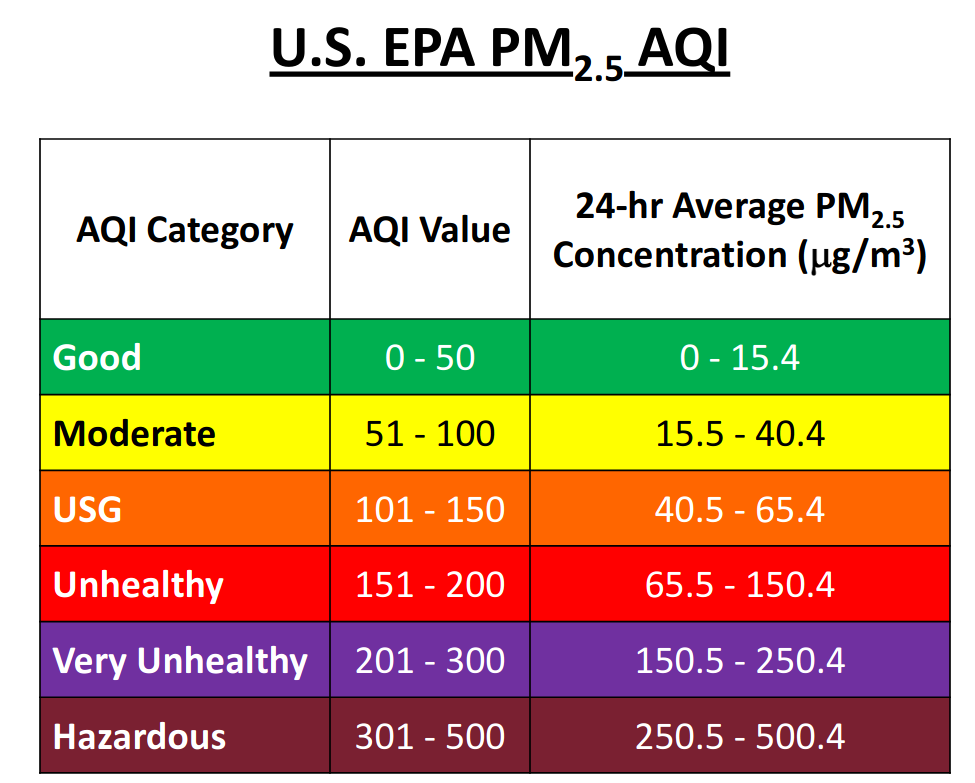 U.S. EPA PM2.5 AQI
AQI Category AQI Value 24-hr Average PM2.5
Concentration (µg/m³)
Good 0 - 50 0 - 15.4
Moderate 51 - 100 15.5 - 40.4
USG 101 - 150 40.5 - 65.4
Unhealthy 151 - 200 65.5 - 150.4
Very Unhealthy 201 - 300 150.5 - 250.4
Hazardous 301 - 500 250.5 - 500.4